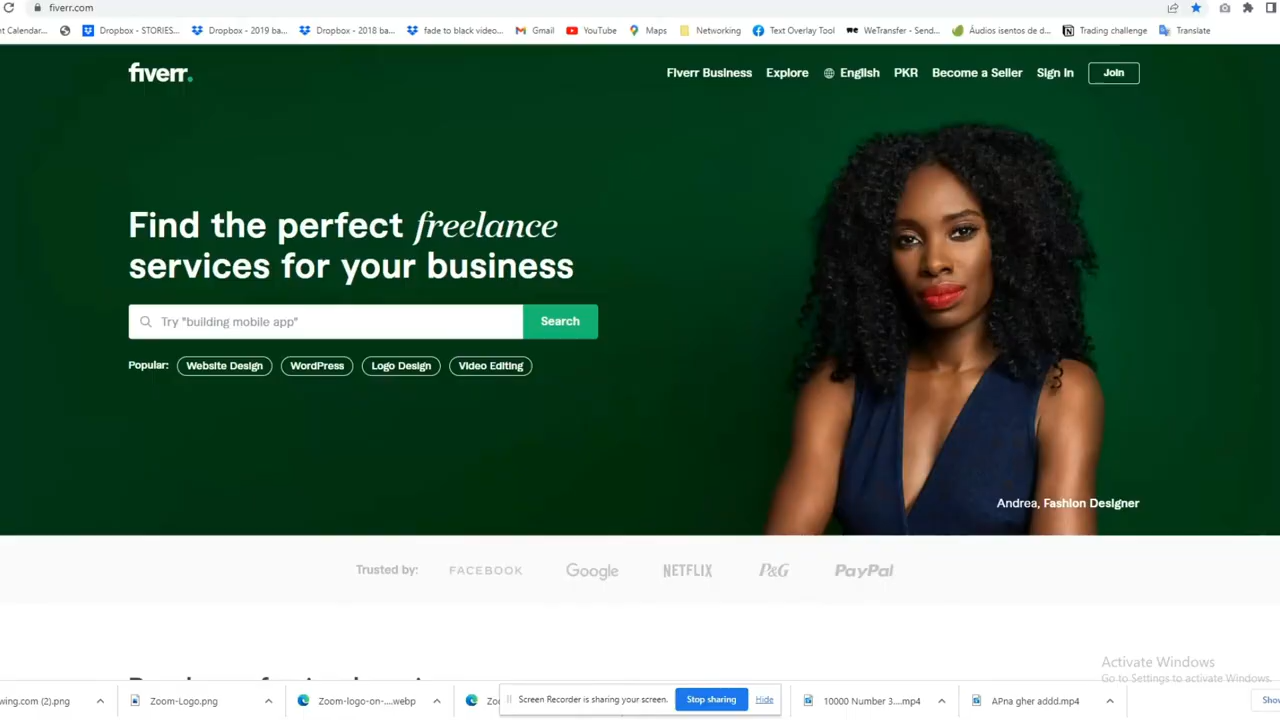 fiverr.com
et Calendar...
Dropbox - STORIES...
Dropbox - 2019 ba...
Dropbox - 2018 ba...
fade to black video...
Gmail
YouTube
Maps
Networking
Text Overlay Tool
WeTransfer - Send...
Áudios isentos de d...
Trading challenge
Translate
fiverr.
Fiverr Business
Explore
English
PKR
Become a Seller
Sign In
Join
Find the perfect freelance
services for your business
Try "building mobile app"
Search
Popular:
Website Design
WordPress
Logo Design
Video Editing
Andrea, Fashion Designer
Trusted by:
FACEBOOK
Google
NETFLIX
P&G
PayPal
Activate Windows
Go to Settings to activate Windows.
wing.com (2).png
Zoom-Logo.png
Zoom-logo-on-....webp
Screen Recorder is sharing your screen.
Stop sharing
Hide
10000 Number 3....mp4
APna gher addd.mp4